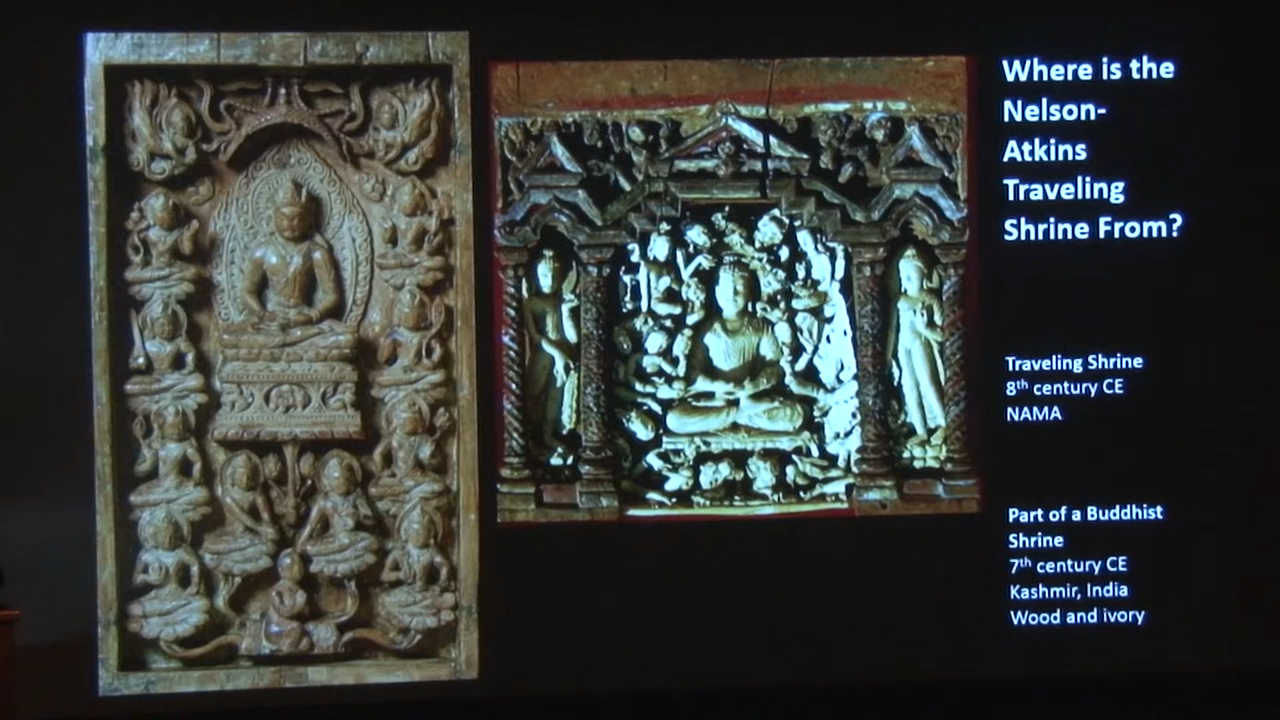 Where is the
Nelson-
Atkins
Traveling
Shrine From?
Traveling Shrine
8th century CE
NAMA
Part of a Buddhist
Shrine
7th century CE
Kashmir, India
Wood and ivory